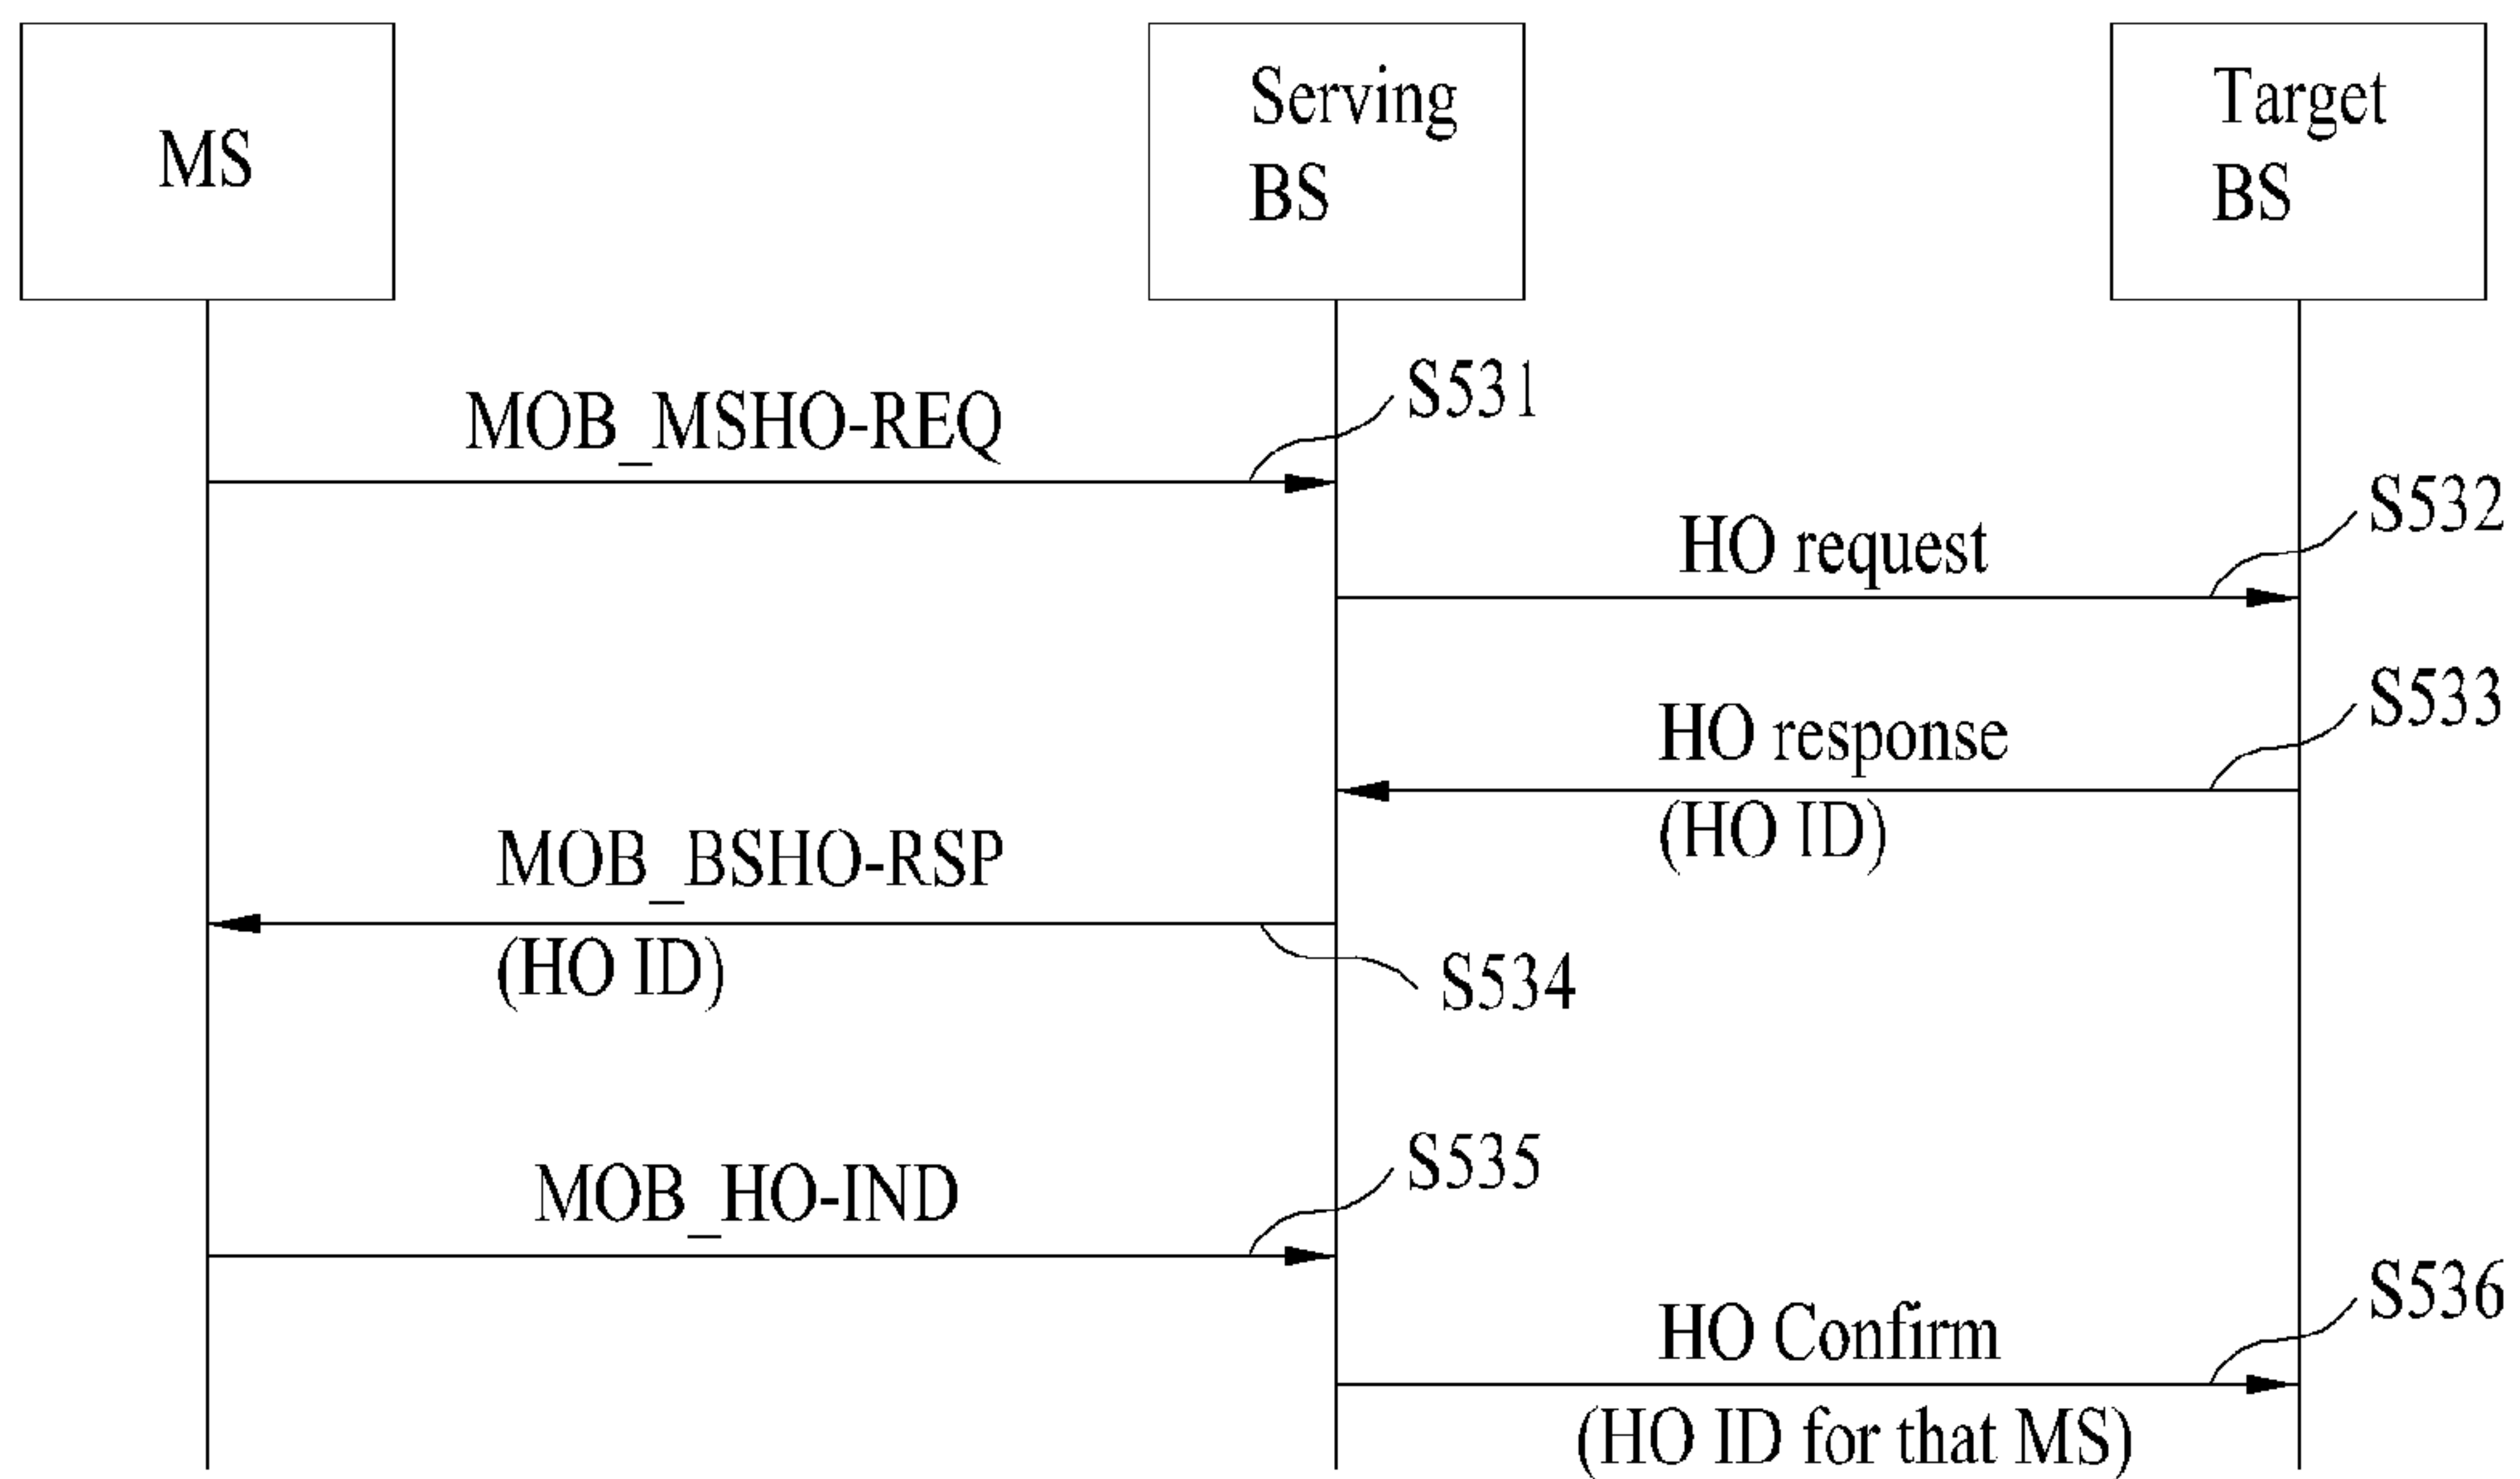 MS
Serving
BS
Target
BS
MOB_MSHO-REQ
S531
HO request
S532
HO response
S533
(HO ID)
MOB_BSHO-RSP
(HO ID)
S534
MOB_HO-IND
S535
HO Confirm
S536
(HO ID for that MS)